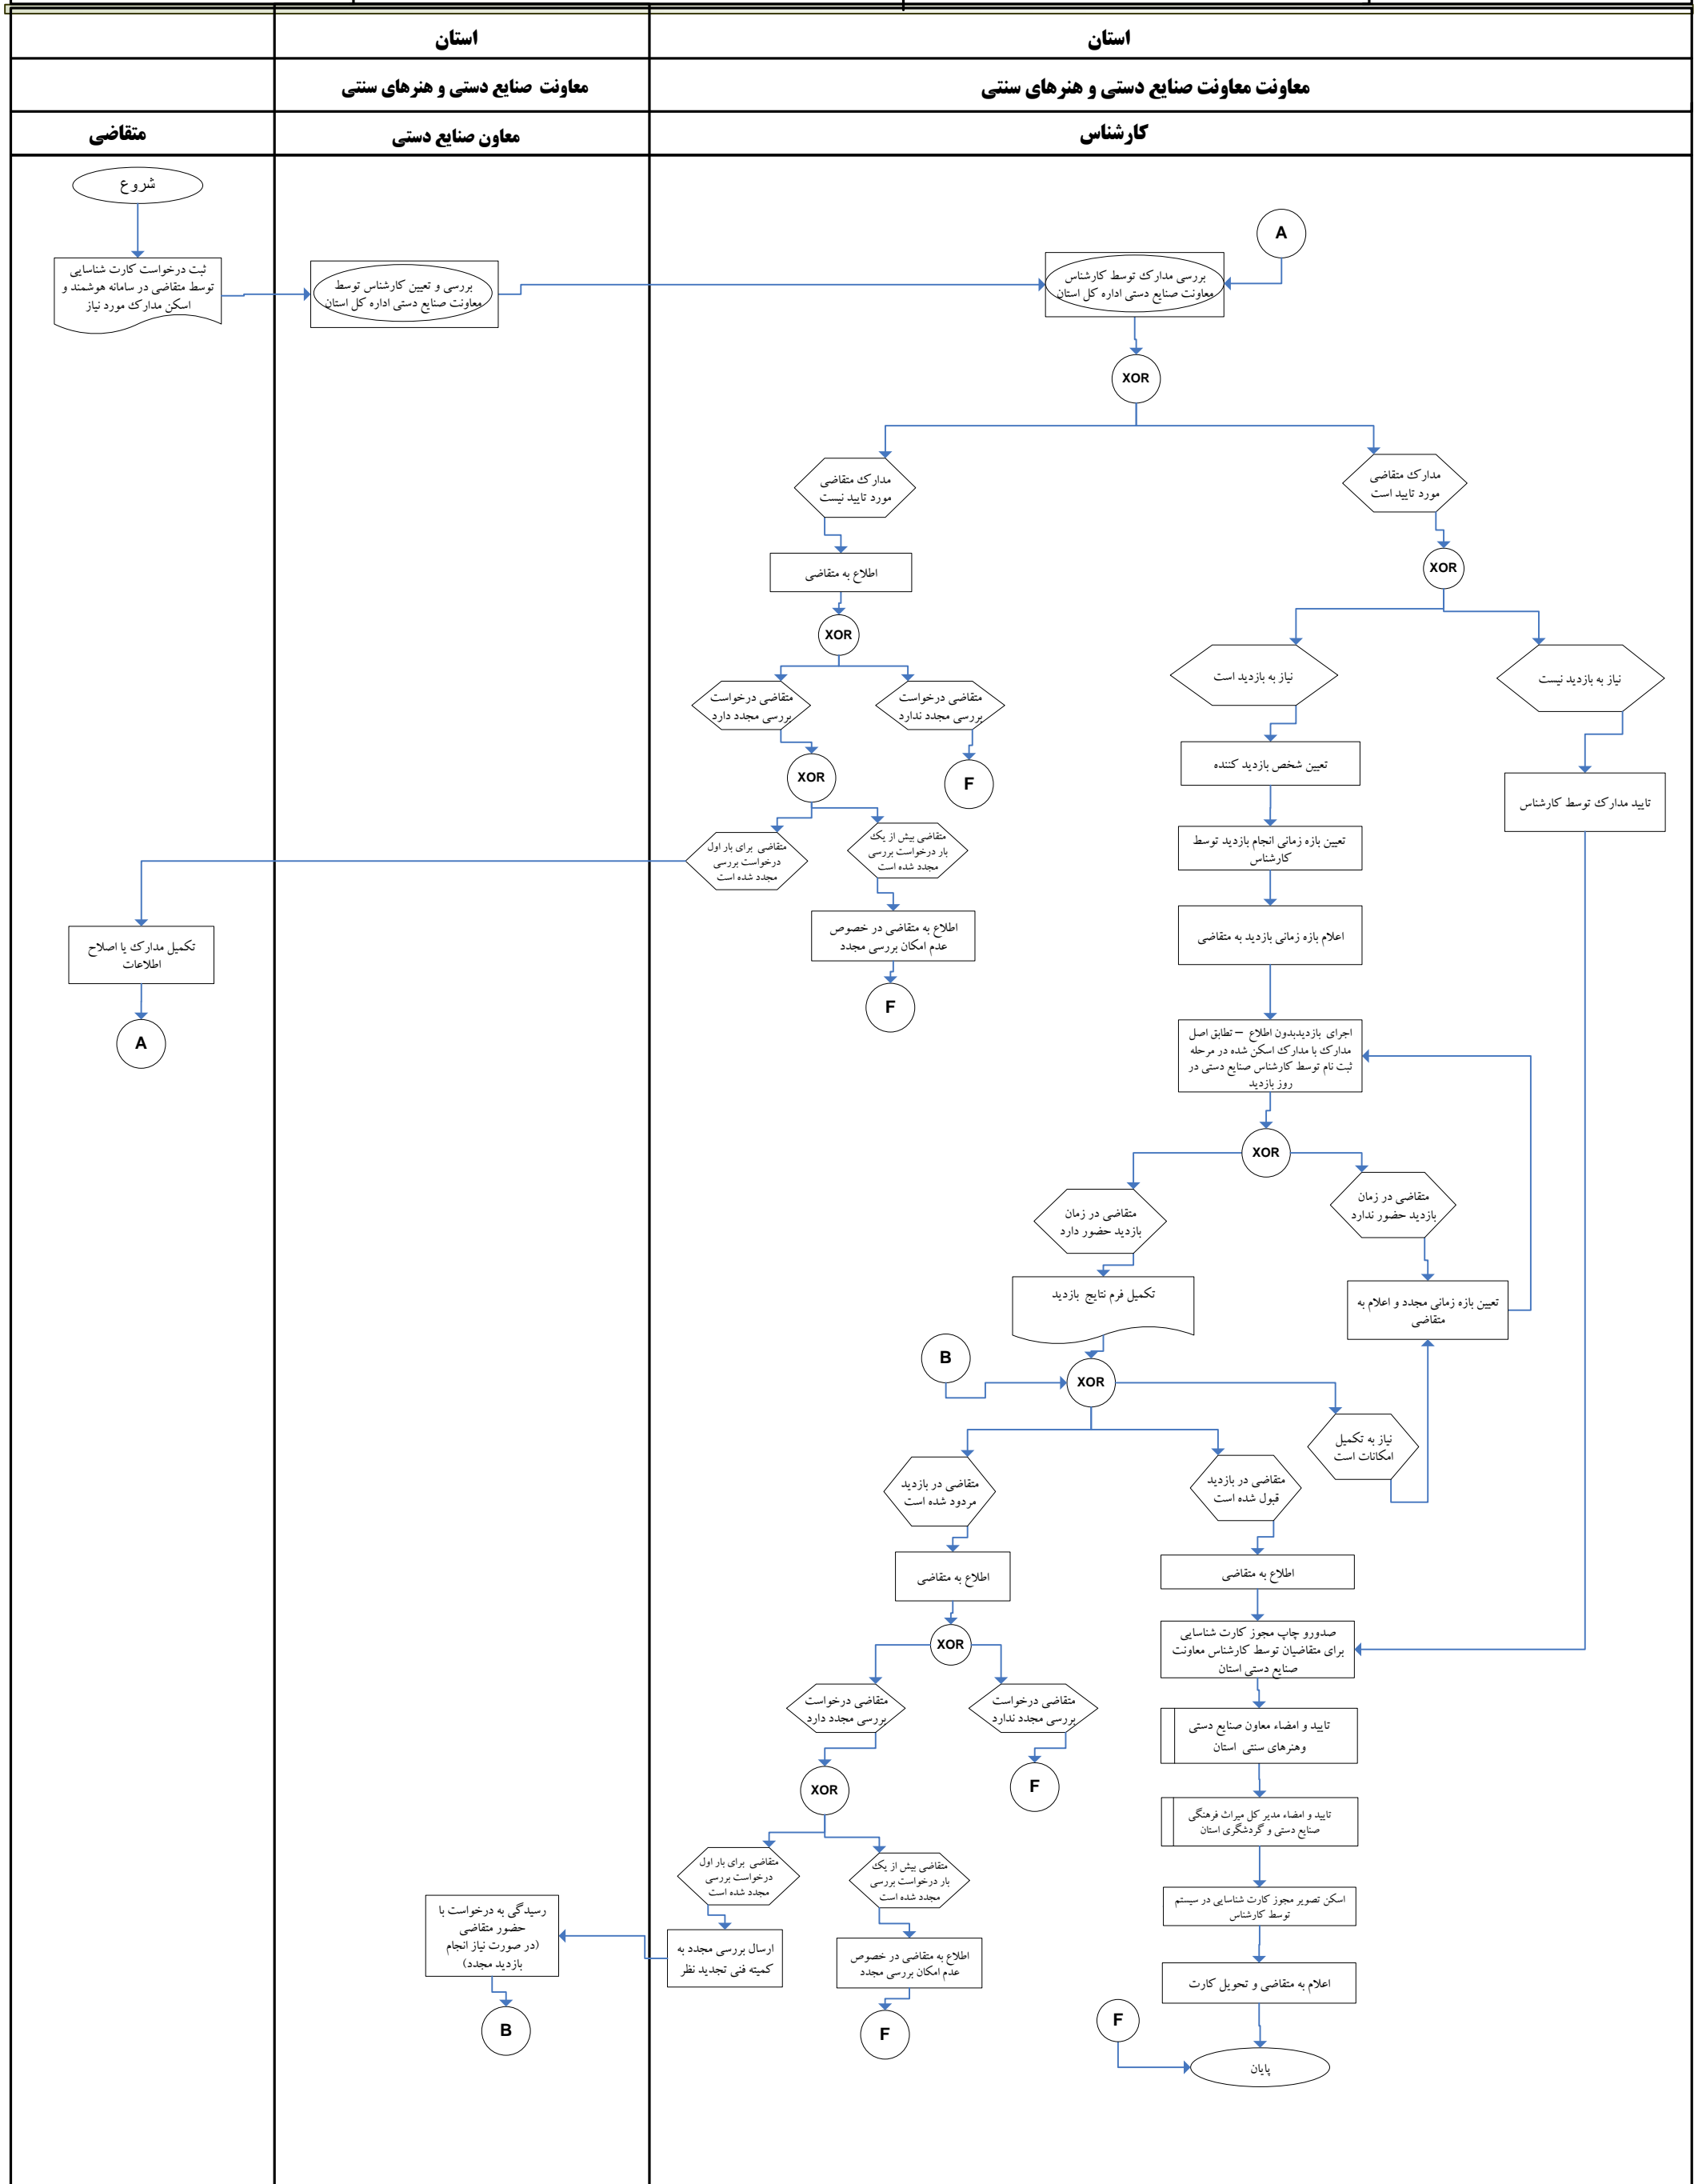 استان
استان
معاونت معاونت صنایع دستی و هنرهای سنتی
معاونت صنایع دستی و هنرهای سنتی
کارشناس
معاون صنایع دستی
متقاضی
شروع
ثبت درخواست کارت شناسایی
توسط متقاضی در سامانه هوشمند و
اسکن مدارک مورد نیاز
بررسی و تعیین کارشناس توسط
معاونت صنایع دستی اداره کل استان
A
بررسی مدارک توسط کارشناس
معاونت صنایع دستی اداره کل استان
XOR
مدارک متقاضی
مورد تایید است
مدارک متقاضی
مورد تایید نیست
XOR
اطلاع به متقاضی
XOR
نیاز به بازدید نیست
نیاز به بازدید است
متقاضی درخواست
بررسی مجدد ندارد
متقاضی درخواست
بررسی مجدد دارد
تعیین شخص بازدید کننده
F
XOR
تایید مدارک توسط کارشناس
تعیین بازه زمانی انجام بازدید توسط
کارشناس
متقاضی بیش از یک
بار درخواست بررسی
مجدد شده است
متقاضی برای بار اول
درخواست بررسی
مجدد شده است
اعلام بازه زمانی بازدید به متقاضی
اطلاع به متقاضی در خصوص
عدم امکان بررسی مجدد
F
تکمیل مدارک یا اصلاح
اطلاعات
A
اجرای بازدیدبدون اطلاع – تطابق اصل
مدارک با مدارک اسکن شده در مرحله
ثبت نام توسط کارشناس صنایع دستی در
روز بازدید
XOR
متقاضی در زمان
بازدید حضور ندارد
متقاضی در زمان
بازدید حضور دارد
تعیین بازه زمانی مجدد و اعلام به
متقاضی
تکمیل فرم نتایج بازدید
B
XOR
نیاز به تکمیل
امکانات است
متقاضی در بازدید
قبول شده است
متقاضی در بازدید
مردود شده است
اطلاع به متقاضی
اطلاع به متقاضی
صدورو چاپ مجوز کارت شناسایی
برای متقاضیان توسط کارشناس معاونت
صنایع دستی استان
XOR
متقاضی درخواست
بررسی مجدد ندارد
متقاضی درخواست
بررسی مجدد دارد
تایید و امضاء معاون صنایع دستی
وهنرهای سنتی استان
F
XOR
تایید و امضاء مدیر کل میراث فرهنگی
صنایع دستی و گردشگری استان
متقاضی بیش از یک
بار درخواست بررسی
مجدد شده است
متقاضی برای بار اول
درخواست بررسی
مجدد شده است
اسکن تصویر مجوز کارت شناسایی در سیستم
توسط کارشناس
اطلاع به متقاضی در خصوص
عدم امکان بررسی مجدد
ارسال بررسی مجدد به
کمیته فنی تجدید نظر
رسیدگی به درخواست با
حضور متقاضی
(در صورت نیاز انجام
بازدید مجدد)
اعلام به متقاضی و تحویل کارت
F
F
B
پایان